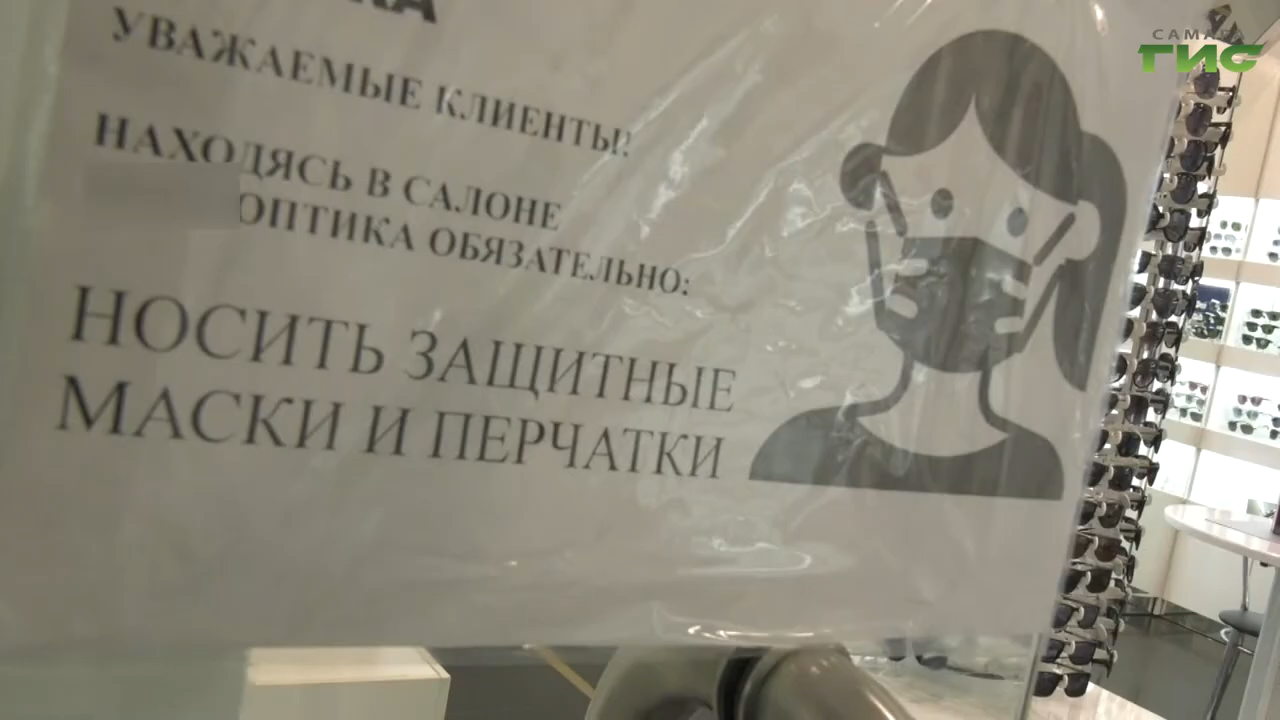 УВАЖАЕМЫЕ КЛИЕНТЫ!
НАХОДЯСЬ В САЛОНЕ
ОПТИКА ОБЯЗАТЕЛЬНО:
НОСИТЬ ЗАЩИТНЫЕ
МАСКИ И ПЕРЧАТКИ
САМАРА
ГИС